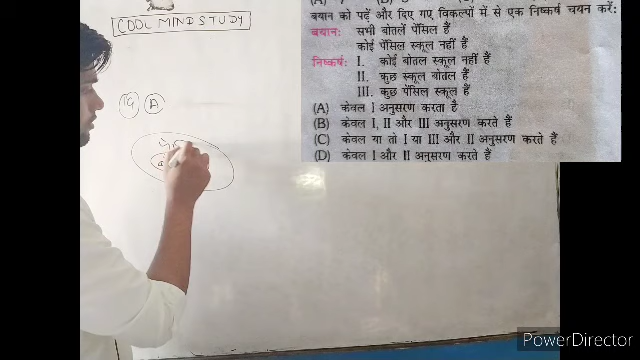 COOL MIND STUDY
बयान को पढ़ें और दिए गए विकल्पों में से एक निष्कर्ष चयन करें:
बयानः सभी बोतलें पेंसिल हैं
कोई पेंसिल स्कूल नहीं हैं
निष्कर्षः I. कोई बोतल स्कूल नहीं हैं
II. कुछ स्कूल बोतल हैं
III. कुछ पेंसिल स्कूल हैं
(A) केवल I अनुसरण करता है
(B) केवल I, II और III अनुसरण करते हैं
(C) केवल या तो I या III और II अनुसरण करते हैं
(D) केवल I और II अनुसरण करते हैं
A
PowerDirector